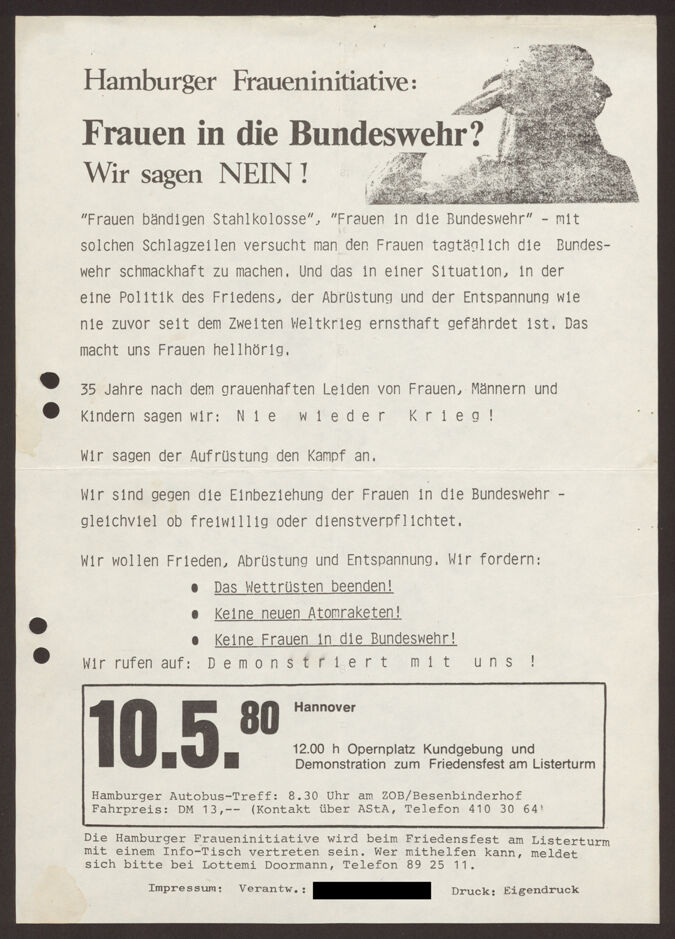 Hamburger Fraueninitiative:
Frauen in die Bundeswehr?
Wir sagen NEIN !
"Frauen bändigen Stahlkolosse", "Frauen in die Bundeswehr" - mit
solchen Schlagzeilen versucht man den Frauen tagtäglich die Bundes-
wehr schmackhaft zu machen. Und das in einer Situation, in der
eine Politik des Friedens, der Abrüstung und der Entspannung wie
nie zuvor seit dem Zweiten Weltkrieg ernsthaft gefährdet ist. Das
macht uns Frauen hellhörig.
35 Jahre nach dem grauenhaften Leiden von Frauen, Männern und
Kindern sagen wir: N i e w i e d e r K r i e g !
Wir sagen der Aufrüstung den Kampf an.
Wir sind gegen die Einbeziehung der Frauen in die Bundeswehr -
gleichviel ob freiwillig oder dienstverpflichtet.
Wir wollen Frieden, Abrüstung und Entspannung. Wir fordern:
● Das Wettrüsten beenden!
● Keine neuen Atomraketen!
● Keine Frauen in die Bundeswehr!
Wir rufen auf: D e m o n s t r i e r t m i t u n s !
10.5.80
Hannover
12.00 h Opernplatz Kundgebung und
Demonstration zum Friedensfest am Listerturm
Hamburger Autobus-Treff: 8.30 Uhr am ZOB/Besenbinderhof
Fahrpreis: DM 13,-- (Kontakt über AStA, Telefon 410 30 64)
Die Hamburger Fraueninitiative wird beim Friedensfest am Listerturm
mit einem Info-Tisch vertreten sein. Wer mithelfen kann, meldet
sich bitte bei Lottemi Doormann, Telefon 89 25 11.
Impressum: Verantw.: Druck: Eigendruck